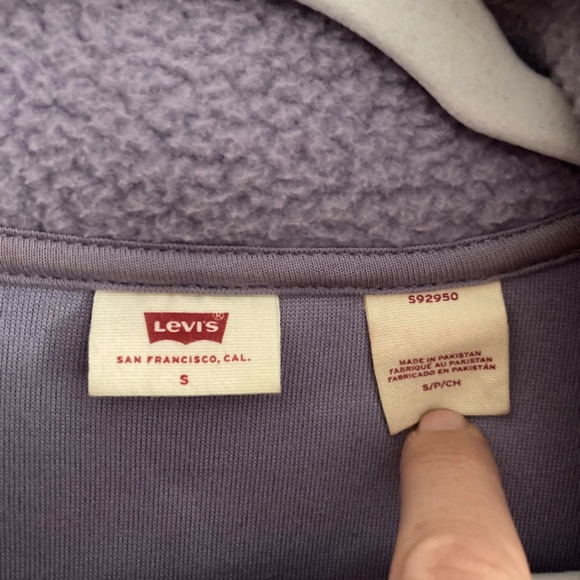 LEVI'S®
SAN FRANCISCO, CAL.
S
S92950
MADE IN PAKISTAN
FABRIQUÉ AU PAKISTAN
FABRICADO EN PAKISTÁN
S/P/CH